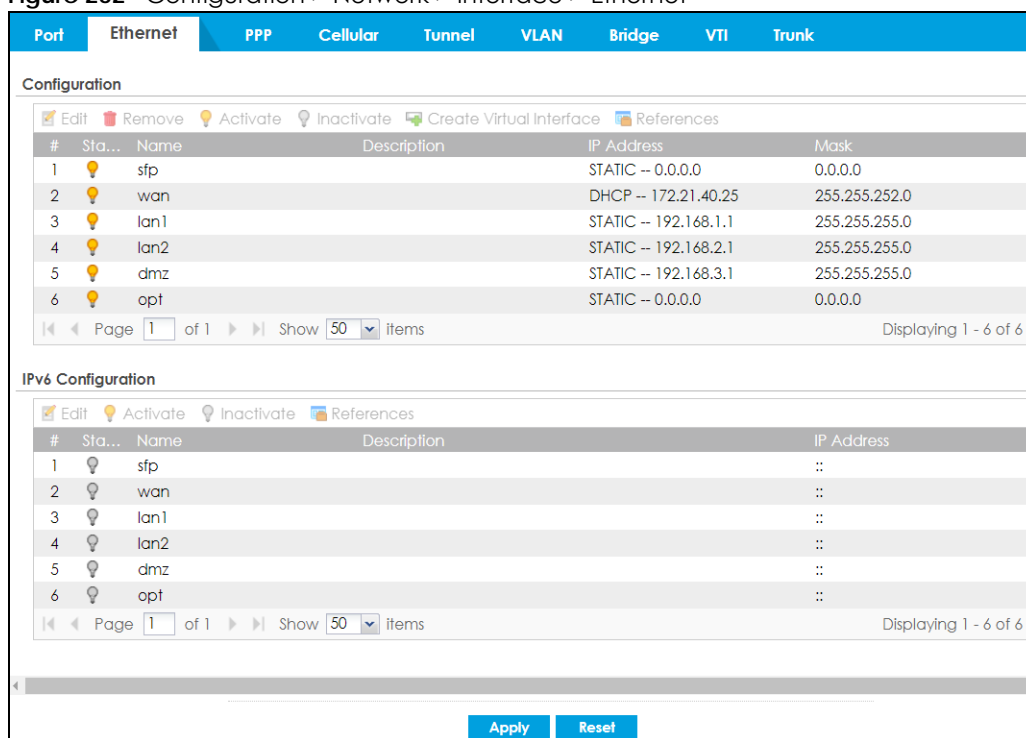 Port Ethernet PPP Cellular Tunnel VLAN Bridge VTI Trunk
Configuration
Edit Remove Activate Inactivate Create Virtual Interface References
# Sta... Name Description IP Address Mask
1 sfp STATIC -- 0.0.0.0 0.0.0.0
2 wan DHCP -- 172.21.40.25 255.255.252.0
3 lan1 STATIC -- 192.168.1.1 255.255.255.0
4 lan2 STATIC -- 192.168.2.1 255.255.255.0
5 dmz STATIC -- 192.168.3.1 255.255.255.0
6 opt STATIC -- 0.0.0.0 0.0.0.0
Page 1 of 1 Show 50 items Displaying 1 - 6 of 6
IPv6 Configuration
Edit Activate Inactivate References
# Sta... Name Description IP Address
1 sfp ::
2 wan ::
3 lan1 ::
4 lan2 ::
5 dmz ::
6 opt ::
Page 1 of 1 Show 50 items Displaying 1 - 6 of 6
Apply Reset